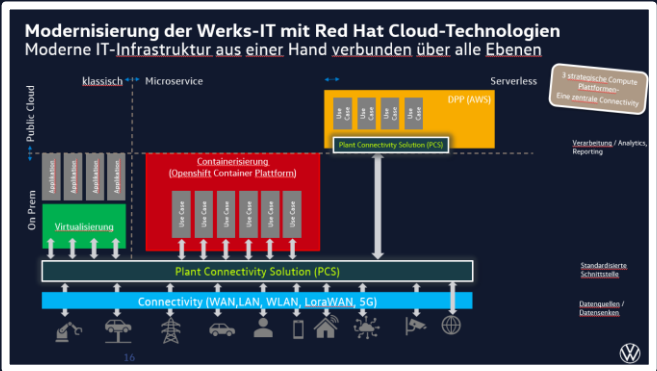 Modernisierung der Werks-IT mit Red Hat Cloud-Technologien
Moderne IT-Infrastruktur aus einer Hand verbunden über alle Ebenen
klassisch
Microservice
Serverless
3 strategische Compute
Plattformen-
Eine zentrale Connectivity
Public Cloud
DPP (AWS)
Use Case
Use Case
Use Case
Use Case
Plant Connectivity Solution (PCS)
Verarbeitung / Analytics,
Reporting
On Prem
Applikation
Applikation
Applikation
Applikation
Virtualisierung
Containerisierung
(Openshift Container Plattform)
Use Case
Use Case
Use Case
Use Case
Use Case
Use Case
Plant Connectivity Solution (PCS)
Standardisierte
Schnittstelle
Connectivity (WAN,LAN, WLAN, LoraWAN, 5G)
Datenquellen /
Datensenken
16